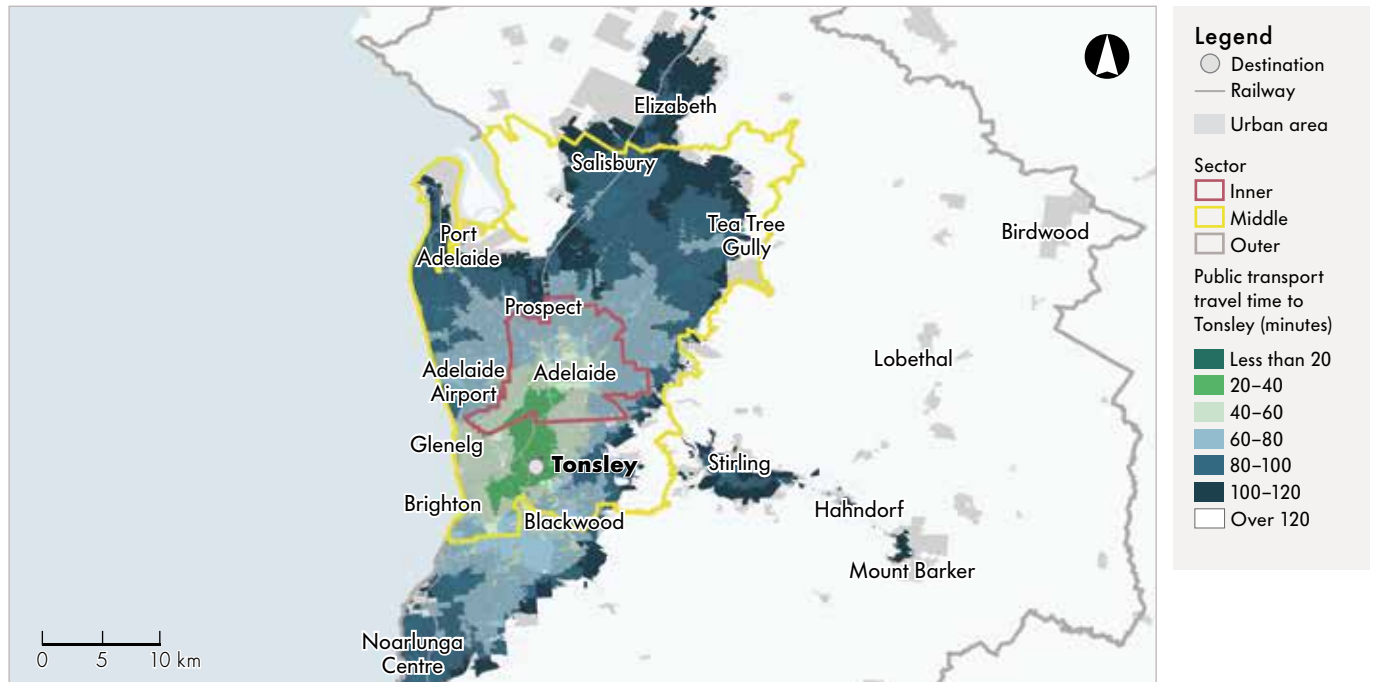 Elizabeth
Salisbury
Tea Tree
Gully
Birdwood
Port
Adelaide
Prospect
Lobethal
Adelaide
Airport
Adelaide
Glenelg
Tonsley
Stirling
Brighton
Blackwood
Hahndorf
Mount Barker
Noarlunga
Centre
0 5 10 km
Legend
Destination
Railway
Urban area
Sector
Inner
Middle
Outer
Public transport
travel time to
Tonsley (minutes)
Less than 20
20–40
40–60
60–80
80–100
100–120
Over 120